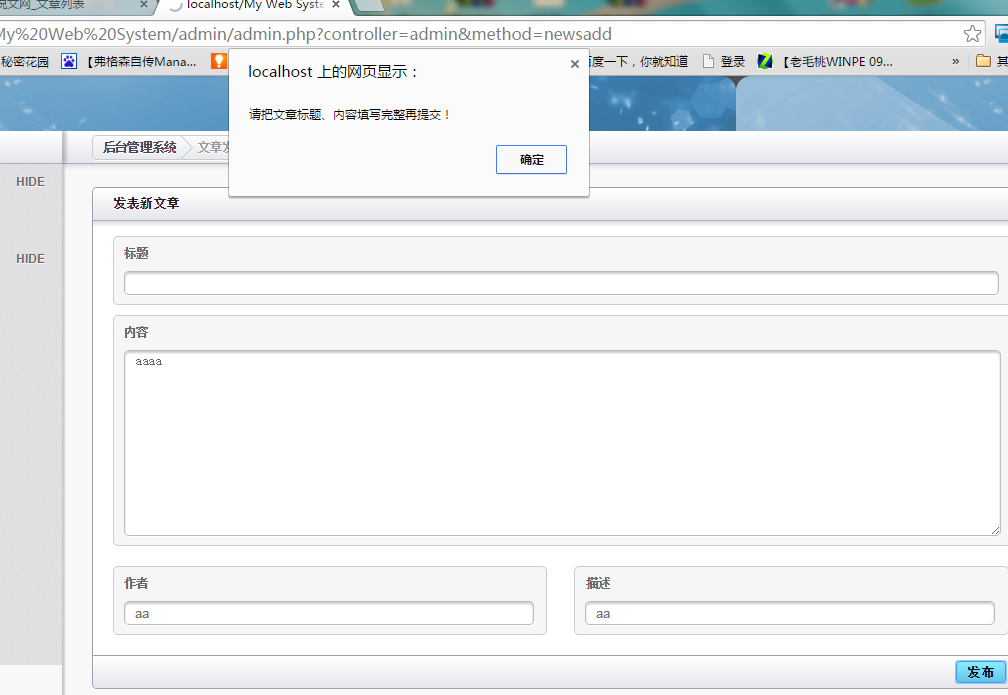 说文网_文章列表
localhost/My Web Syste
My%20Web%20System/admin/admin.php?controller=admin&method=newsadd
秘密花园
【弗格森自传Mana...
百度一下，你就知道
登录
【老毛桃WINPE 09...
»
其
localhost 上的网页显示：
请把文章标题、内容填写完整再提交！
确定
后台管理系统
文章发
HIDE
HIDE
发表新文章
标题
内容
aaaa
作者
描述
aa
aa
发布